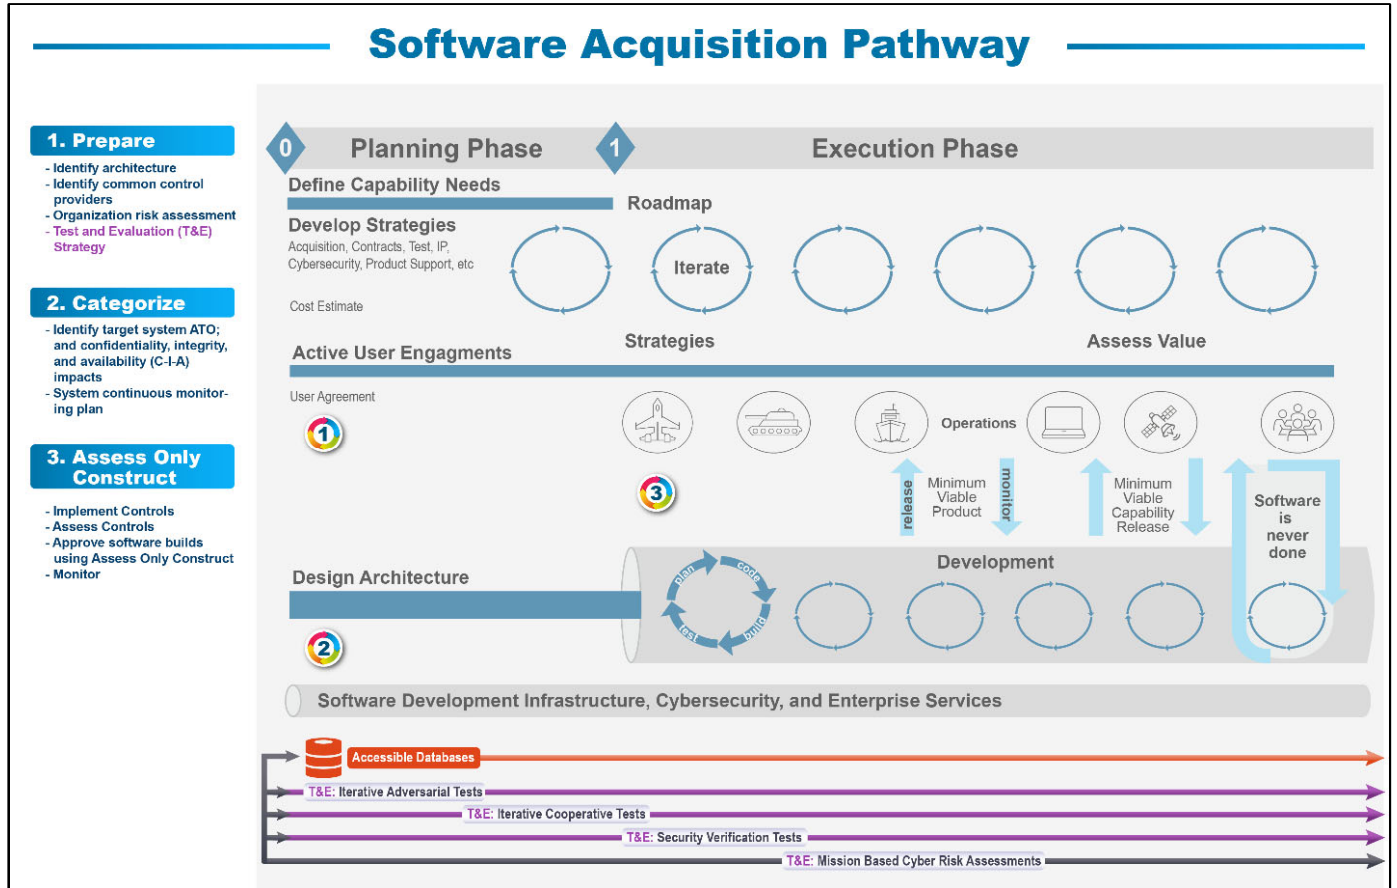 Software Acquisition Pathway
1. Prepare
- Identify architecture
- Identify common control
providers
- Organization risk assessment
- Test and Evaluation (T&E)
Strategy
2. Categorize
- Identify target system ATO;
and confidentiality, integrity,
and availability (C-I-A)
impacts
- System continuous monitor-
ing plan
3. Assess Only
Construct
- Implement Controls
- Assess Controls
- Approve software builds
using Assess Only Construct
- Monitor
0
Planning Phase
1
Execution Phase
Define Capability Needs
Roadmap
Develop Strategies
Acquisition, Contracts, Test, IP,
Cybersecurity, Product Support, etc
Iterate
Cost Estimate
Strategies
Assess Value
Active User Engagments
User Agreement
1
Operations
3
release
Minimum
Viable
Product
monitor
Minimum
Viable
Capability
Release
Software
is
never
done
Development
Design Architecture
plan
code
build
test
2
Software Development Infrastructure, Cybersecurity, and Enterprise Services
Accessible Databases
T&E: Iterative Adversarial Tests
T&E: Iterative Cooperative Tests
T&E: Security Verification Tests
T&E: Mission Based Cyber Risk Assessments